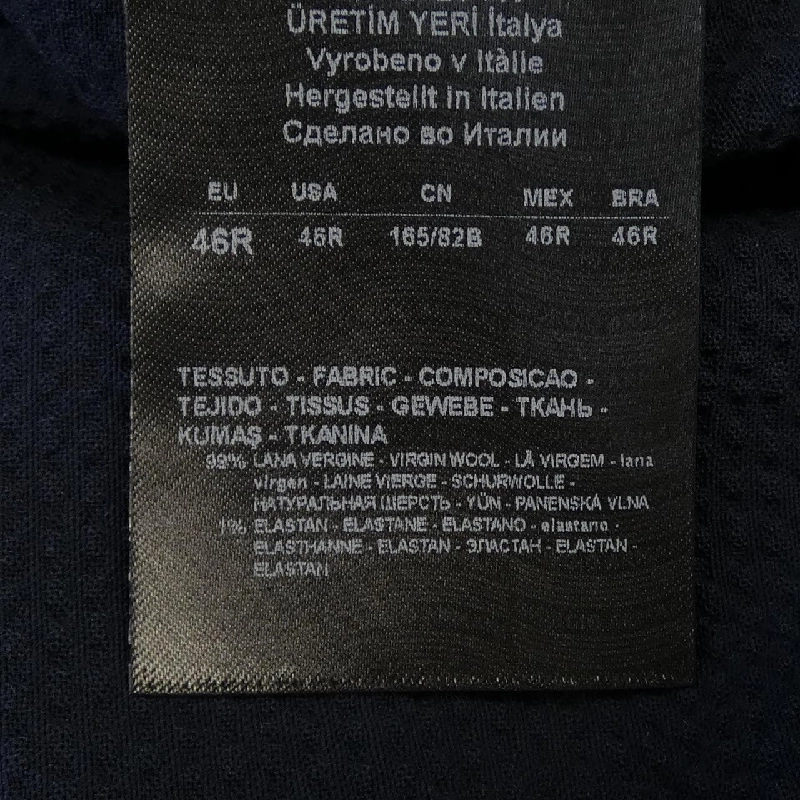 ÜRETİM YERİ İtalya
Vyrobeno v Itàlie
Hergestellt in Italien
Сделано во Италии
EU USA CN MEX BRA
46R 46R 165/82B 46R 46R
TESSUTO - FABRIC - COMPOSICAO -
TEJIDO - TISSUS - GEWEBE - ТКАНЬ -
KUMAŞ - TKANINA
99% LANA VERGINE - VIRGIN WOOL - LÃ VIRGEM - lana
virgen - LAINE VIERGE - SCHURWOLLE -
НАТУРАЛЬНАЯ ШЕРСТЬ - YÜN - PANENSKÁ VLNA
1% ELASTAN - ELASTANE - ELASTANO - elastano -
ELASTHANNE - ELASTAN - ЭЛАСТАН - ELASTAN -
ELASTAN